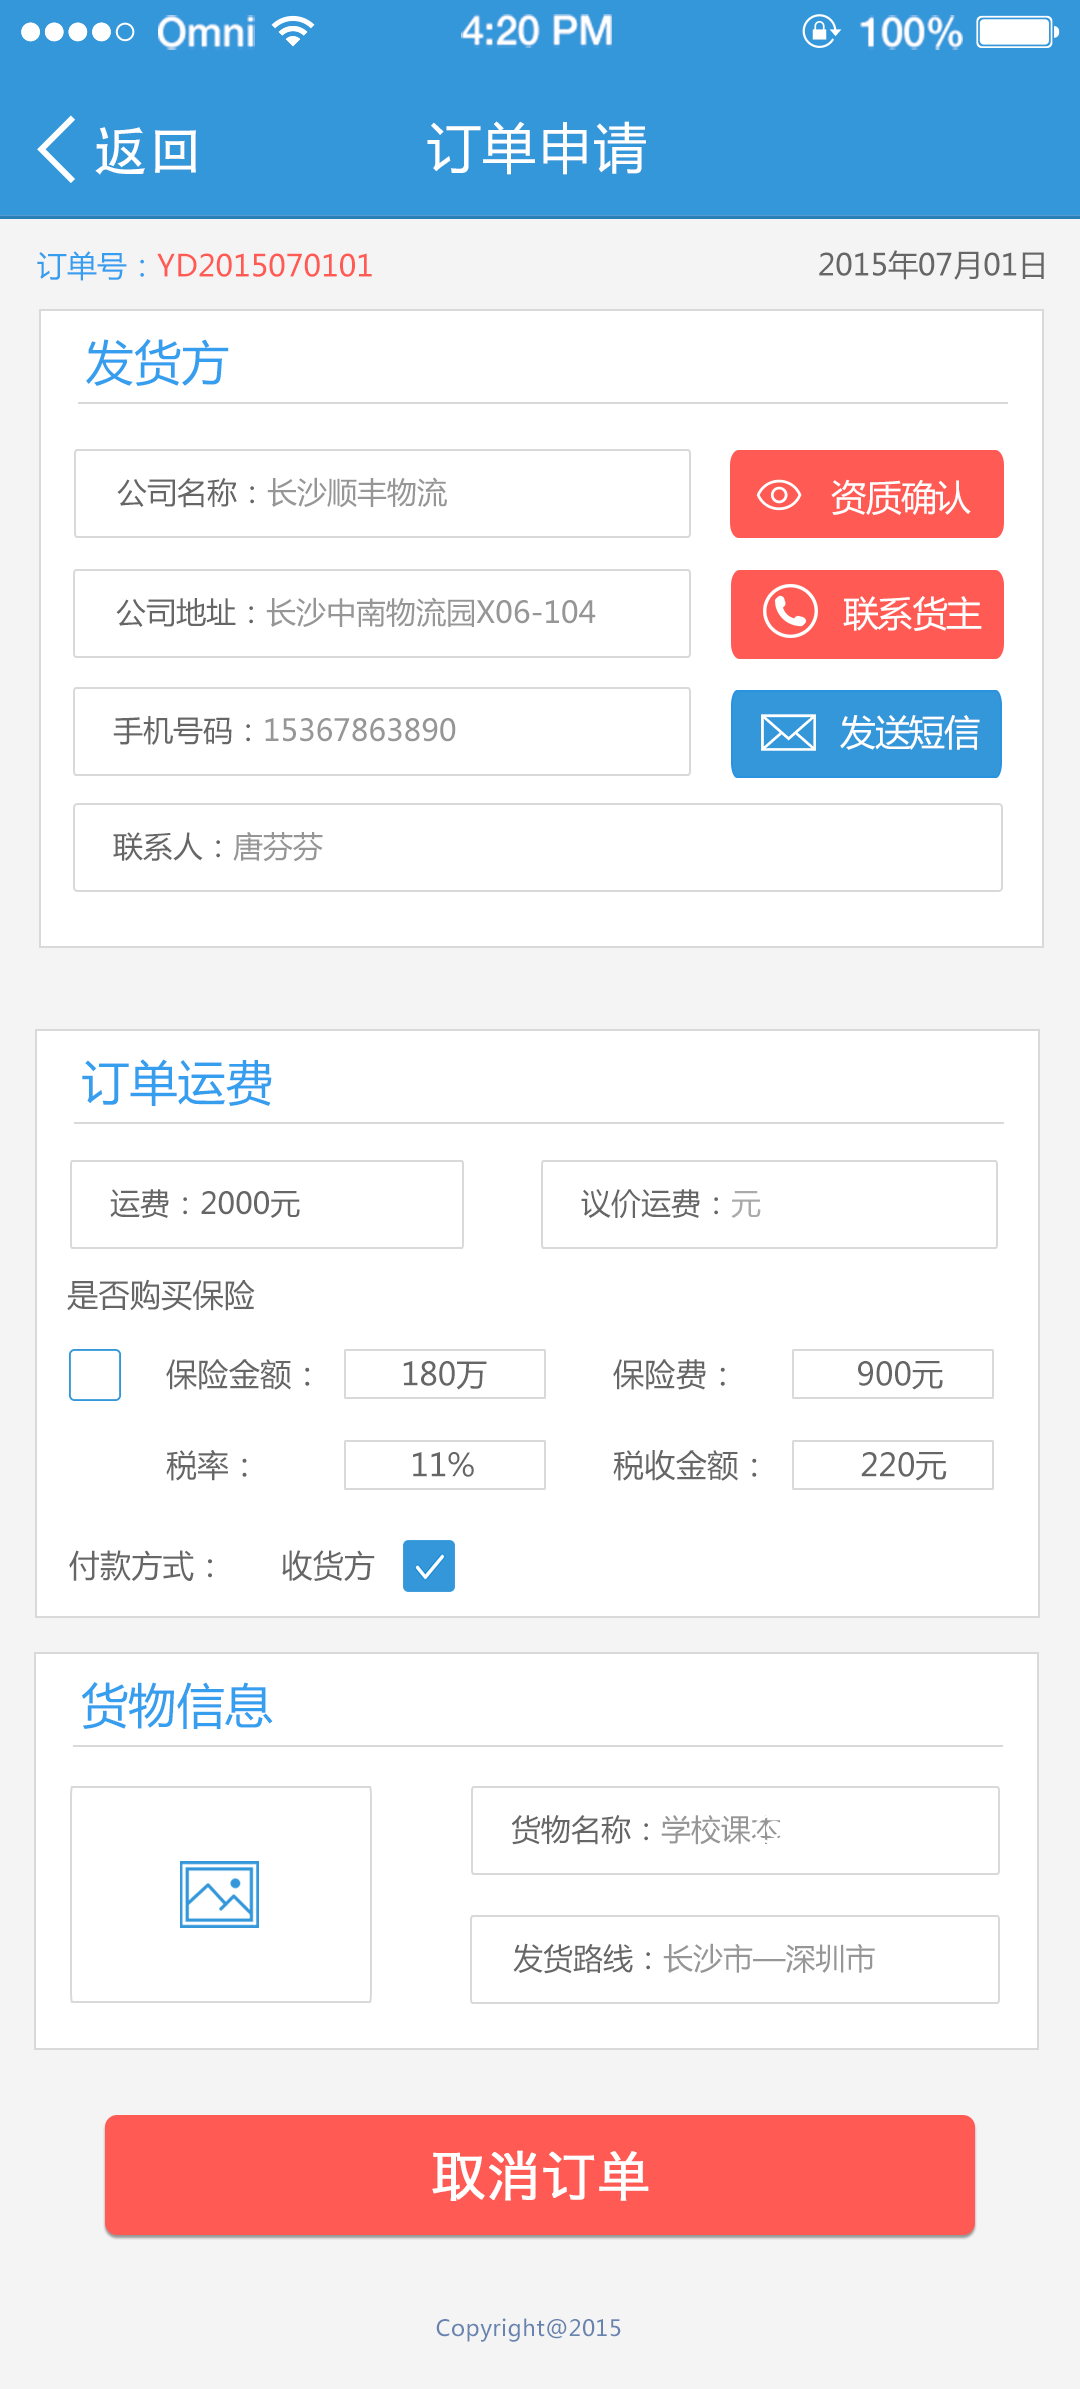 Omni 4:20 PM 100%
返回 订单申请
订单号：YD2015070101 2015年07月01日
发货方
公司名称：长沙顺丰物流 资质确认
公司地址：长沙中南物流园X06-104 联系货主
手机号码：15367863890 发送短信
联系人：唐芬芬
订单运费
运费：2000元 议价运费：元
是否购买保险
保险金额： 180万 保险费： 900元
税率： 11% 税收金额： 220元
付款方式： 收货方
货物信息
货物名称：学校课本
发货路线：长沙市—深圳市
取消订单
Copyright@2015